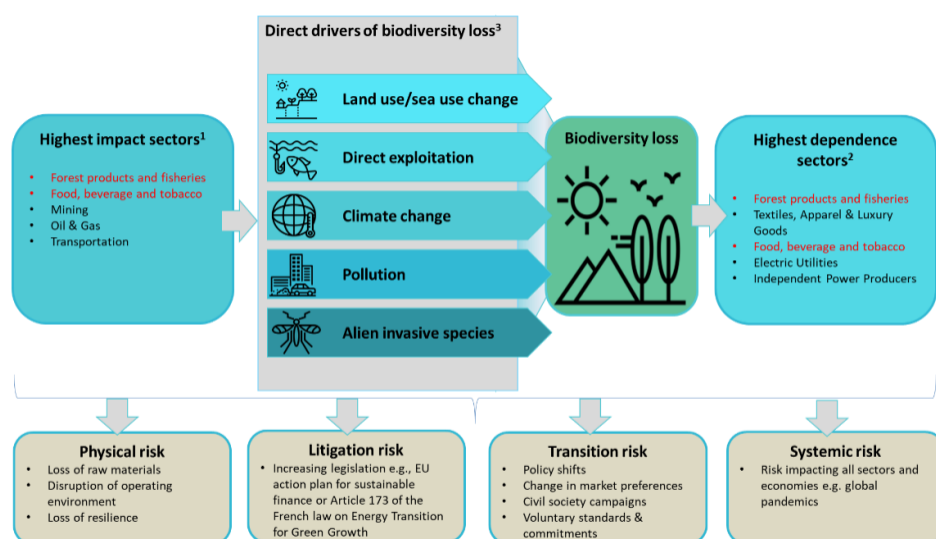 Direct drivers of biodiversity loss3
Highest impact sectors1
• Forest products and fisheries
• Food, beverage and tobacco
• Mining
• Oil & Gas
• Transportation
Land use/sea use change
Direct exploitation
Climate change
Pollution
Alien invasive species
Biodiversity loss
Highest dependence
sectors2
• Forest products and fisheries
• Textiles, Apparel & Luxury
Goods
• Food, beverage and tobacco
• Electric Utilities
• Independent Power Producers
Physical risk
• Loss of raw materials
• Disruption of operating
environment
• Loss of resilience
Litigation risk
• Increasing legislation e.g., EU
action plan for sustainable
finance or Article 173 of the
French law on Energy Transition
for Green Growth
Transition risk
• Policy shifts
• Change in market preferences
• Civil society campaigns
• Voluntary standards &
commitments
Systemic risk
• Risk impacting all sectors and
economies e.g. global
pandemics